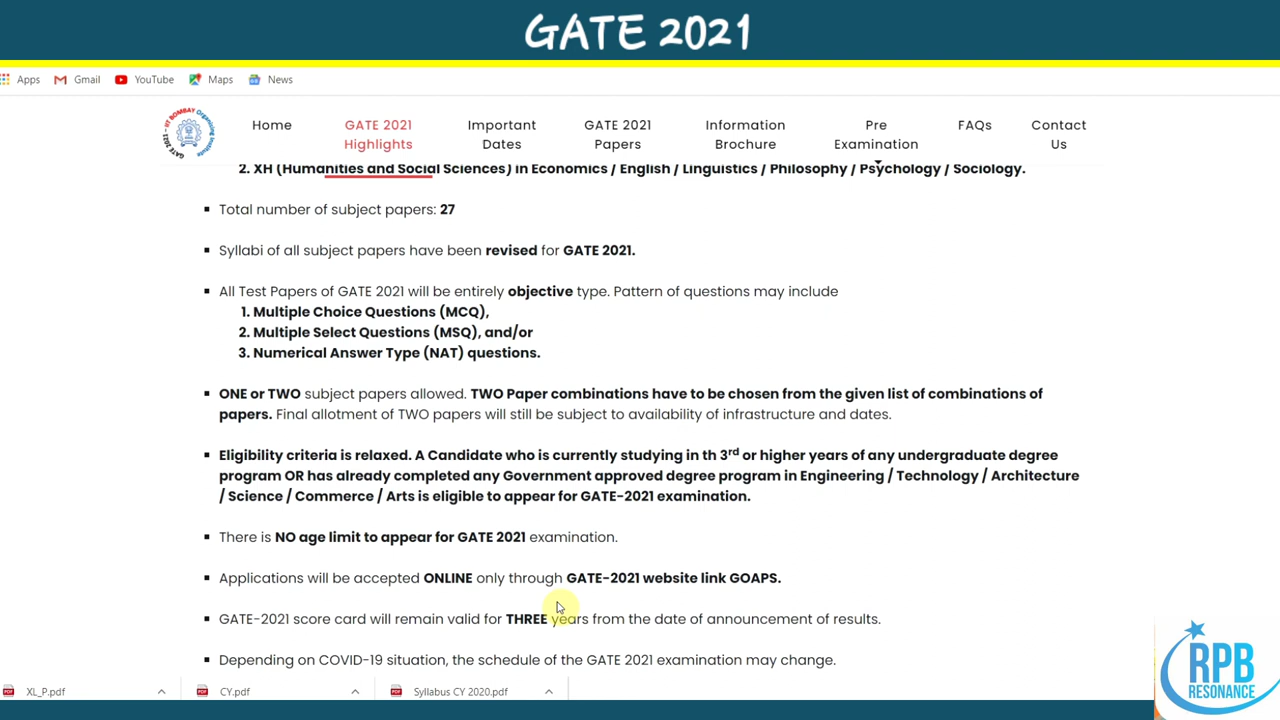 GATE 2021
Apps Gmail YouTube Maps News
GATE 2021 - IIT BOMBAY Organizing Institute
Home
GATE 2021 Highlights
Important Dates
GATE 2021 Papers
Information Brochure
Pre Examination
FAQs
Contact Us
2. XH (Humanities and Social Sciences) in Economics / English / Linguistics / Philosophy / Psychology / Sociology.
▪ Total number of subject papers: 27
▪ Syllabi of all subject papers have been revised for GATE 2021.
▪ All Test Papers of GATE 2021 will be entirely objective type. Pattern of questions may include
1. Multiple Choice Questions (MCQ),
2. Multiple Select Questions (MSQ), and/or
3. Numerical Answer Type (NAT) questions.
▪ ONE or TWO subject papers allowed. TWO Paper combinations have to be chosen from the given list of combinations of
papers. Final allotment of TWO papers will still be subject to availability of infrastructure and dates.
▪ Eligibility criteria is relaxed. A Candidate who is currently studying in th 3rd or higher years of any undergraduate degree
program OR has already completed any Government approved degree program in Engineering / Technology / Architecture
/ Science / Commerce / Arts is eligible to appear for GATE-2021 examination.
▪ There is NO age limit to appear for GATE 2021 examination.
▪ Applications will be accepted ONLINE only through GATE-2021 website link GOAPS.
▪ GATE-2021 score card will remain valid for THREE years from the date of announcement of results.
▪ Depending on COVID-19 situation, the schedule of the GATE 2021 examination may change.
XL_P.pdf CY.pdf Syllabus CY 2020.pdf
RPB
RESONANCE